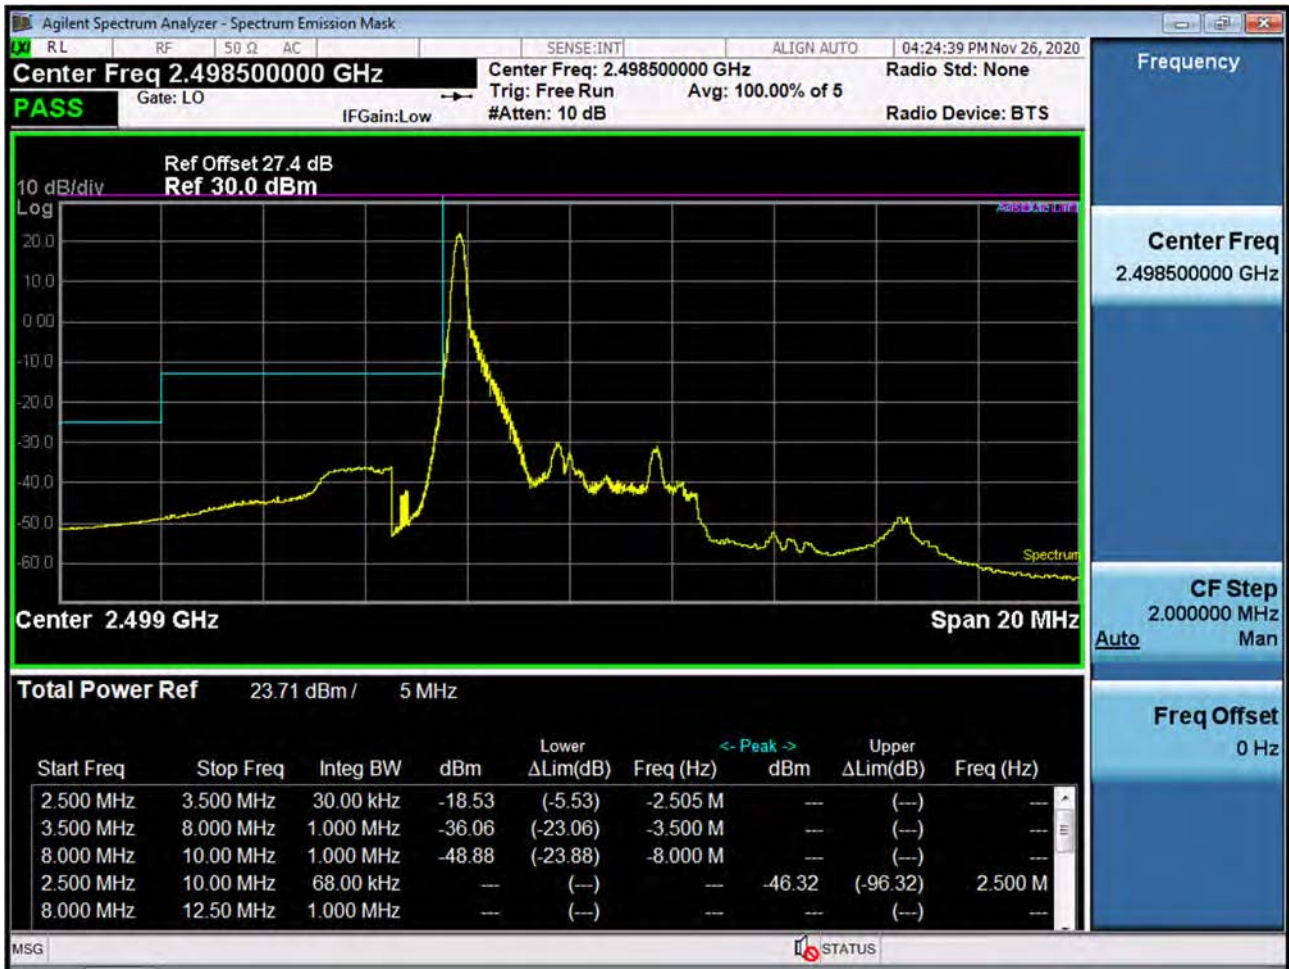 Agilent Spectrum Analyzer - Spectrum Emission Mask
LXI RL RF 50 Ω AC SENSE:INT ALIGN AUTO 04:24:39 PM Nov 26, 2020
Center Freq 2.498500000 GHz
Center Freq: 2.498500000 GHz Radio Std: None
Trig: Free Run Avg: 100.00% of 5
PASS Gate: LO IFGain:Low #Atten: 10 dB Radio Device: BTS
Ref Offset 27.4 dB
10 dB/div Ref 30.0 dBm
Log
20.0
10.0
0.00
-10.0
-20.0
-30.0
-40.0
-50.0
-60.0
Spectrum
Center 2.499 GHz Span 20 MHz
Total Power Ref 23.71 dBm / 5 MHz
Lower <- Peak -> Upper
Start Freq Stop Freq Integ BW dBm ΔLim(dB) Freq (Hz) dBm ΔLim(dB) Freq (Hz)
2.500 MHz 3.500 MHz 30.00 kHz -18.53 (-5.53) -2.505 M --- (---) ---
3.500 MHz 8.000 MHz 1.000 MHz -36.06 (-23.06) -3.500 M --- (---) ---
8.000 MHz 10.00 MHz 1.000 MHz -48.88 (-23.88) -8.000 M --- (---) ---
2.500 MHz 10.00 MHz 68.00 kHz --- (---) --- -46.32 (-96.32) 2.500 M
8.000 MHz 12.50 MHz 1.000 MHz --- (---) --- --- (---) ---
MSG STATUS
Frequency
Center Freq
2.498500000 GHz
CF Step
2.000000 MHz
Auto Man
Freq Offset
0 Hz